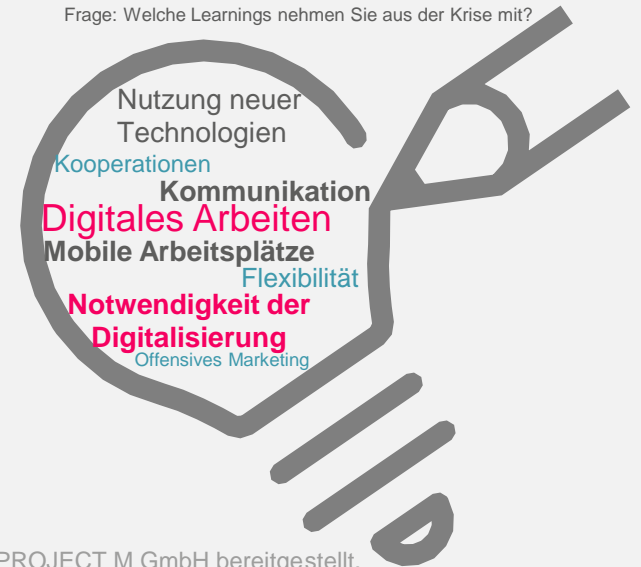 Frage: Welche Learnings nehmen Sie aus der Krise mit?
Nutzung neuer
Technologien
Kooperationen
Kommunikation
Digitales Arbeiten
Mobile Arbeitsplätze
Flexibilität
Notwendigkeit der
Digitalisierung
Offensives Marketing
PROJECT M GmbH bereitgestellt.